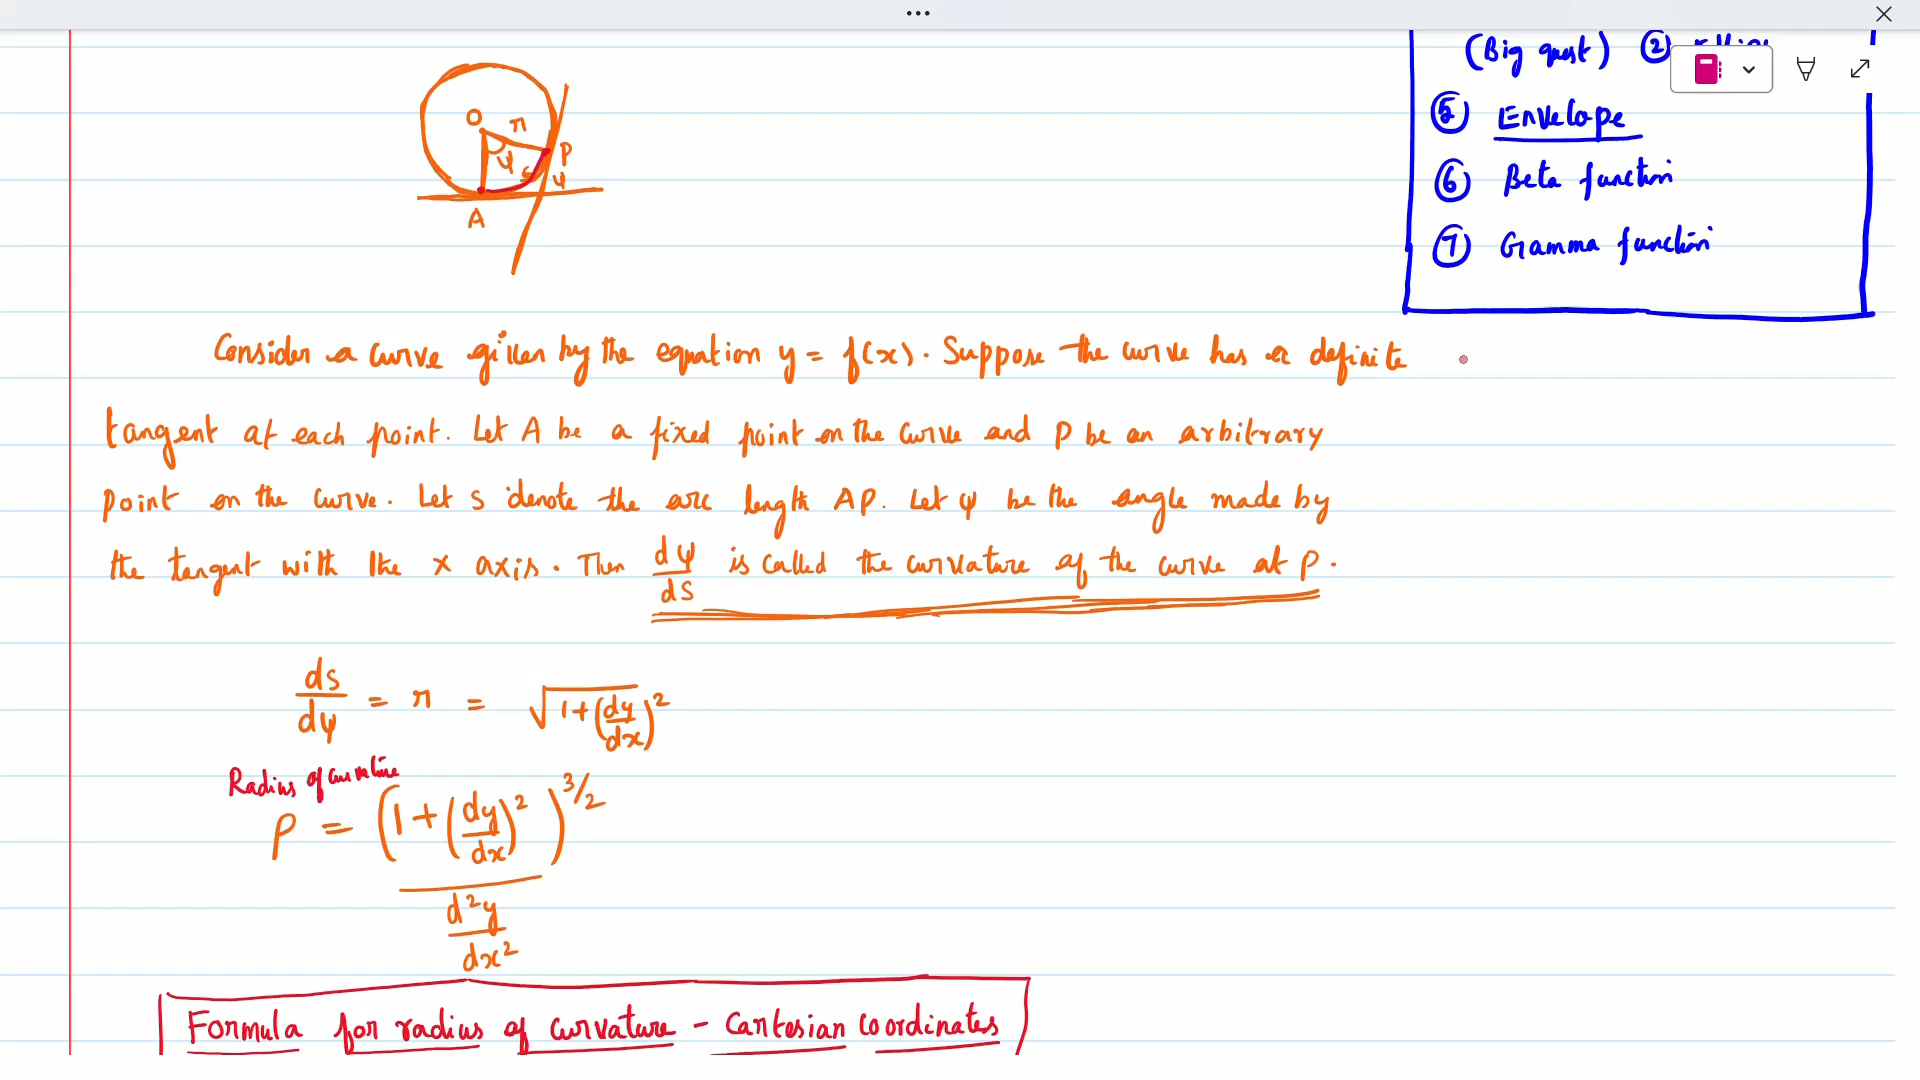 (Big quest) ②
⑤ Envelope
⑥ Beta function
⑦ Gamma function
O
r
ψ
S
P
ψ
A
Consider a curve given by the equation y = f(x). Suppose the curve has a definite
tangent at each point. Let A be a fixed point on the curve and P be an arbitrary
point on the curve. Let S denote the arc length AP. Let ψ be the angle made by
the tangent with the x axis. Then dψ/ds is called the curvature of the curve at P.
ds/dψ = r = √1+(dy/dx)²
Radius of curvature
ρ = (1+(dy/dx)²)^3/2 / d²y/dx²
Formula for radius of curvature - Cartesian coordinates